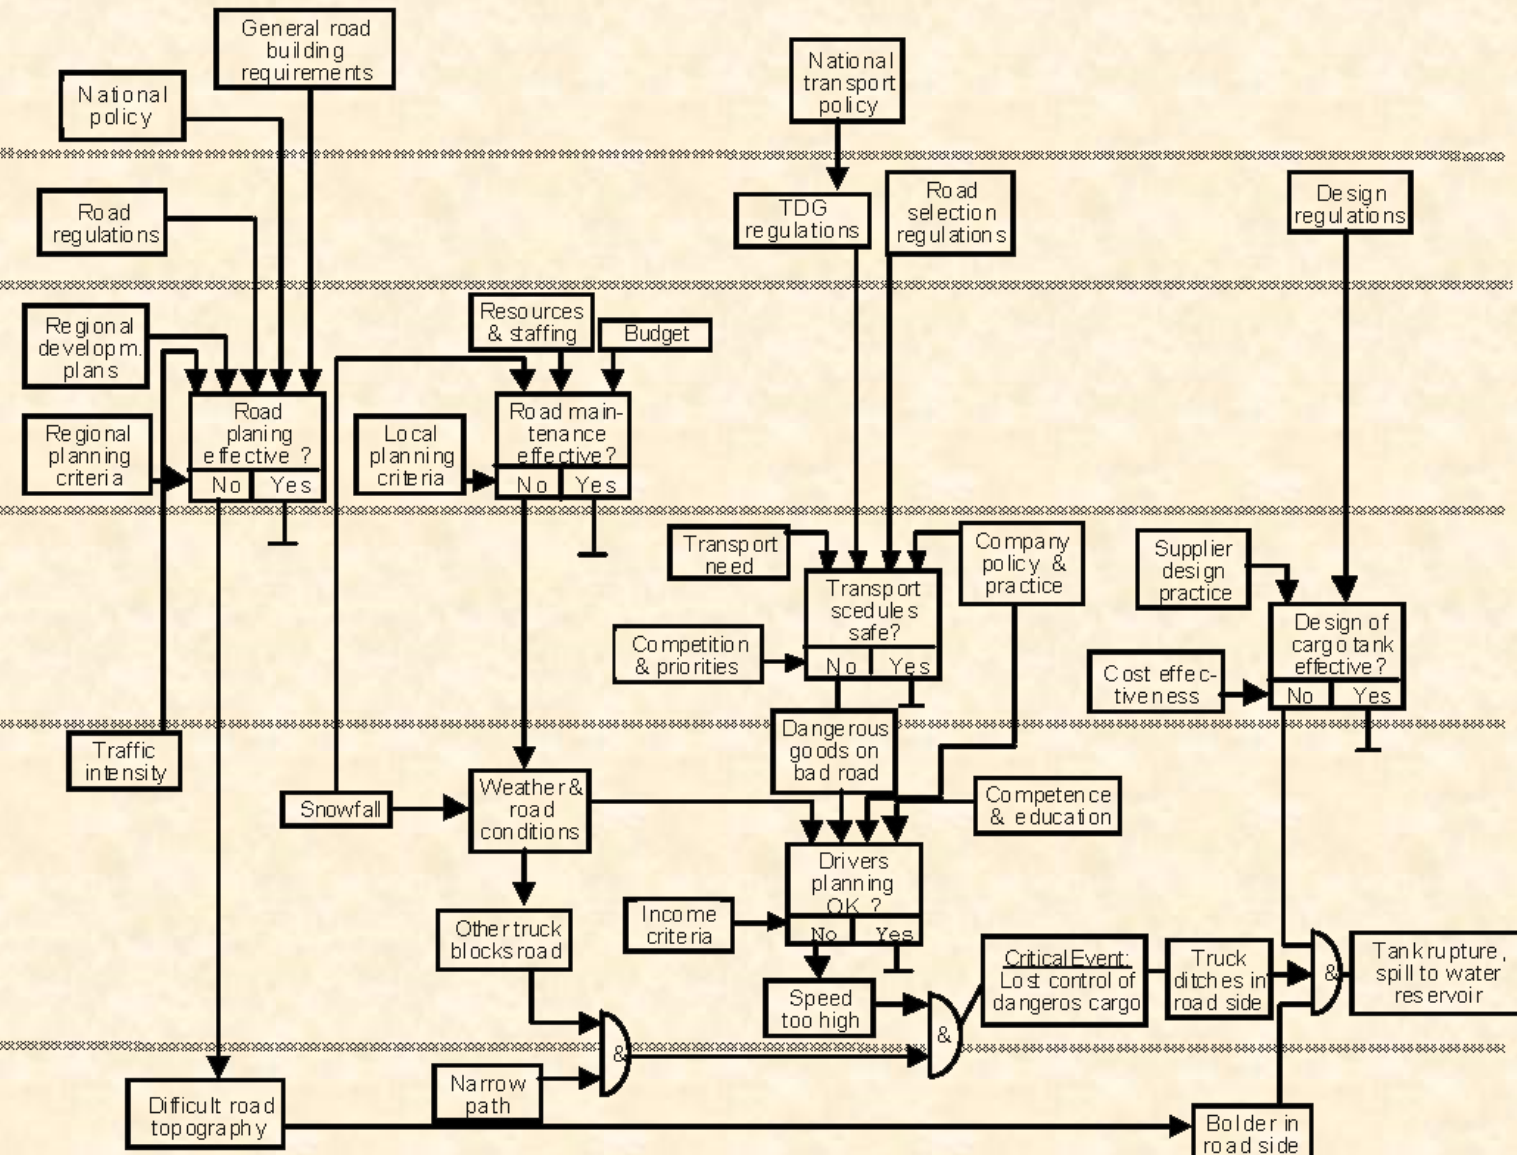 General road
building
requirements
National
policy
National
transport
policy
Road
regulations
TDG
regulations
Road
selection
regulations
Design
regulations
Regional
developm.
plans
Resources
& staffing
Budget
Road
planing
effective ?
No Yes
Regional
planning
criteria
Local
planning
criteria
Road main-
tenance
effective?
No Yes
Transport
need
Company
policy &
practice
Supplier
design
practice
Transport
scedules
safe?
No Yes
Competition
& priorities
Design of
cargo tank
effective ?
No Yes
Cost effec-
tiveness
Traffic
intensity
Dangerous
goods on
bad road
Snowfall
Weather &
road
conditions
Competence
& education
Drivers
planning
OK ?
No Yes
Income
criteria
Other truck
blocks road
Critical Event:
Lost control of
dangeros cargo
Truck
ditches in
road side
&
Tank rupture,
spill to water
reservoir
Speed
too high
&
&
Narrow
path
Difficult road
topography
Bolder in
road side